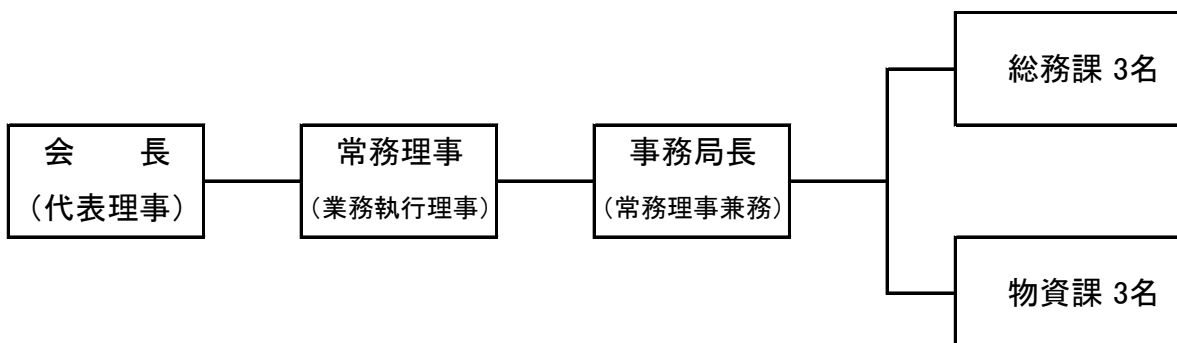 会　　長
（代表理事）
常務理事
（業務執行理事）
事務局長
（常務理事兼務）
総務課 3名
物資課 3名